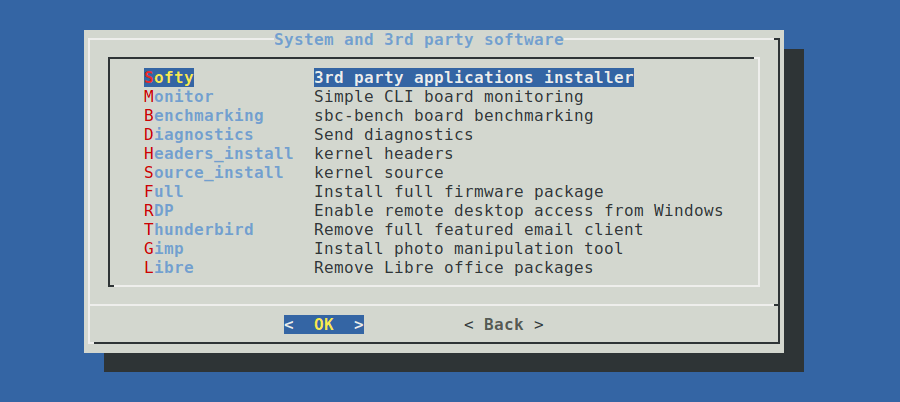 System and 3rd party software
Softy 3rd party applications installer
Monitor Simple CLI board monitoring
Benchmarking sbc-bench board benchmarking
Diagnostics Send diagnostics
Headers_install kernel headers
Source_install kernel source
Full Install full firmware package
RDP Enable remote desktop access from Windows
Thunderbird Remove full featured email client
Gimp Install photo manipulation tool
Libre Remove Libre office packages
< OK > < Back >